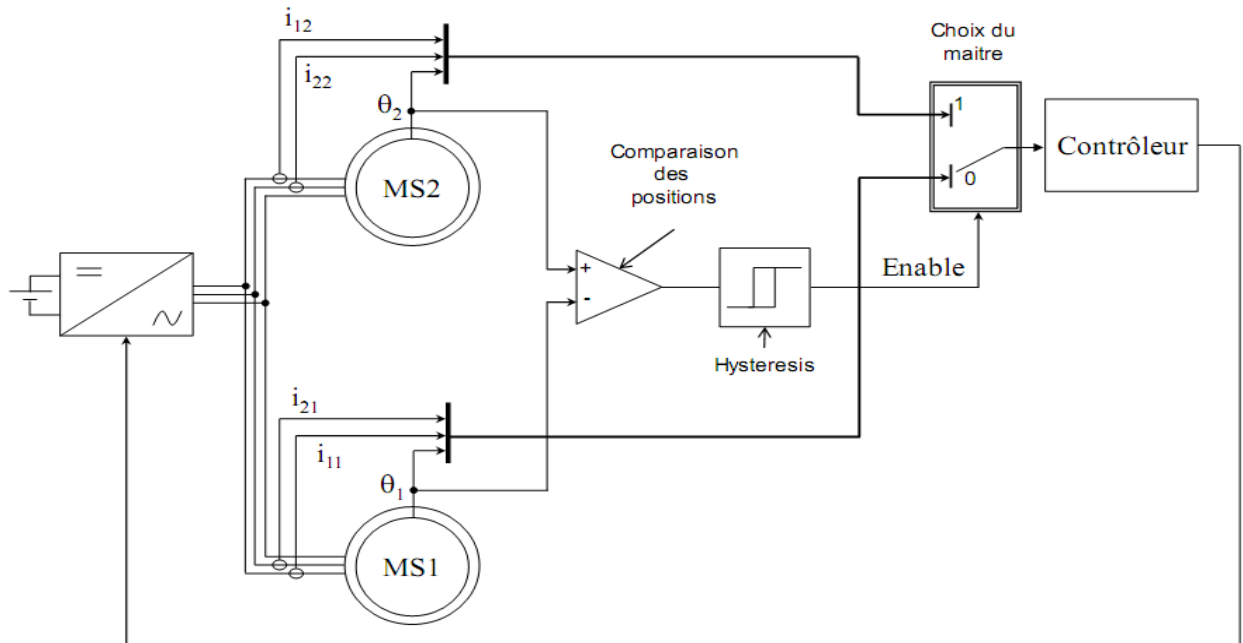 i12
i22
θ2
MS2
Choix du
maitre
1
0
Contrôleur
Comparaison
des
positions
+
-
Enable
Hysteresis
i21
i11
θ1
MS1